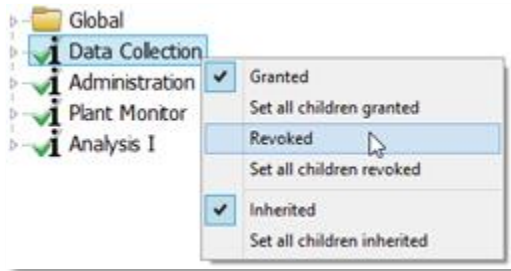 Global
Data Collection
Administration
Plant Monitor
Analysis I
Granted
Set all children granted
Revoked
Set all children revoked
Inherited
Set all children inherited